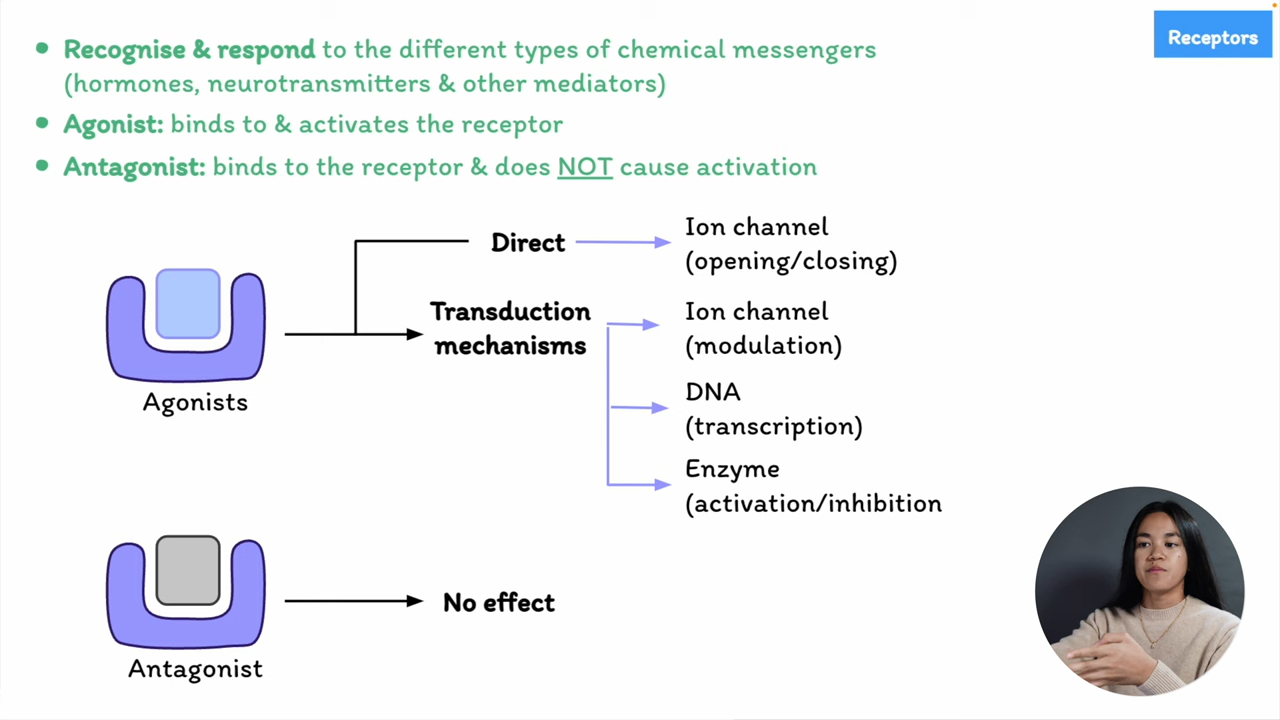 Receptors
Recognise & respond to the different types of chemical messengers
(hormones, neurotransmitters & other mediators)
Agonist: binds to & activates the receptor
Antagonist: binds to the receptor & does NOT cause activation
Direct
Ion channel
(opening/closing)
Transduction
mechanisms
Ion channel
(modulation)
DNA
(transcription)
Enzyme
(activation/inhibition
Agonists
No effect
Antagonist